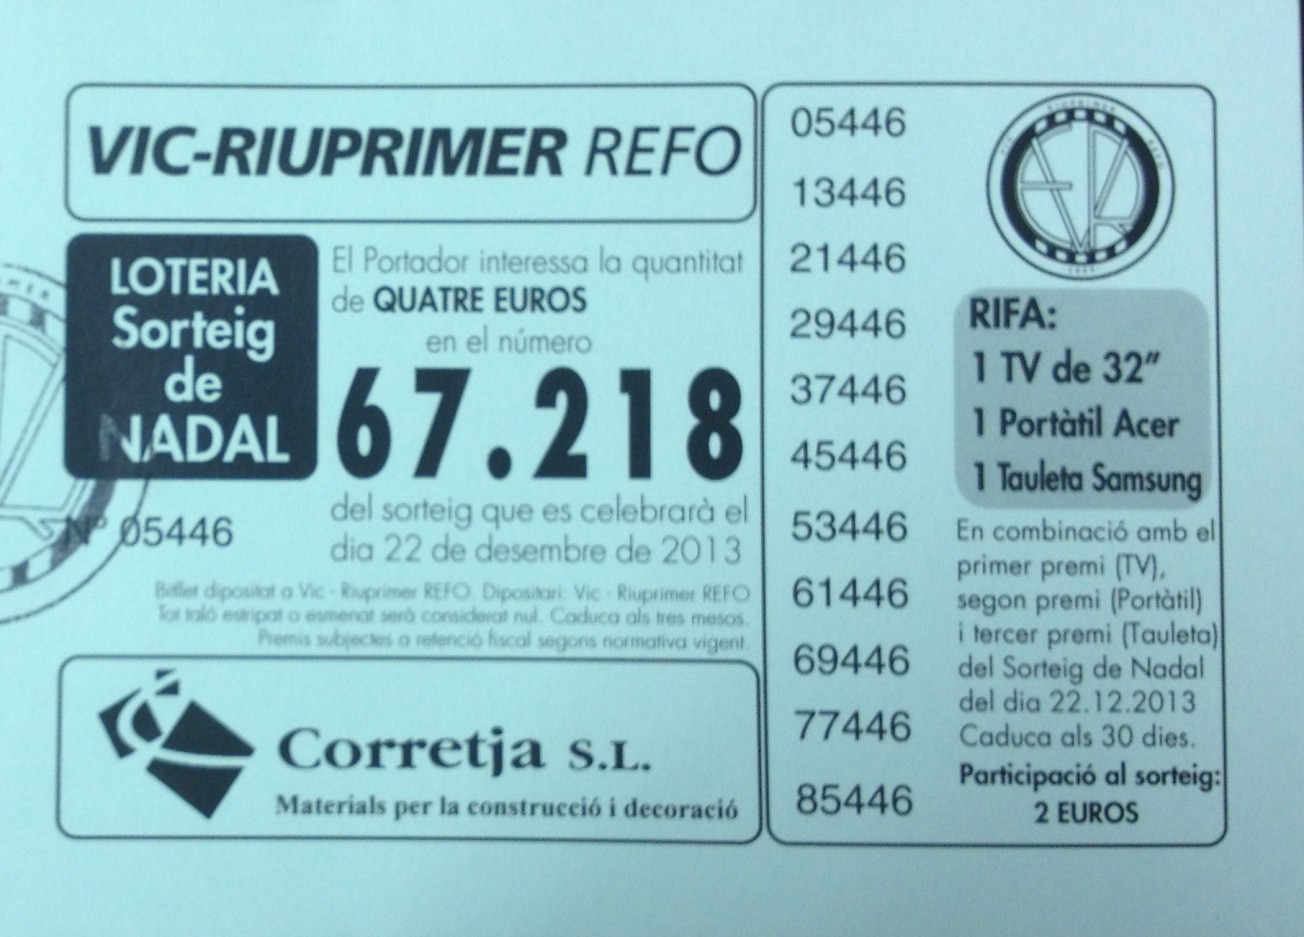 VIC-RIUPRIMER REFO
LOTERIA
Sorteig
de
NADAL
El Portador interessa la quantitat
de QUATRE EUROS
en el número
67.218
del sorteig que es celebrarà el
dia 22 de desembre de 2013
Nº 05446
Bitllet dipositat a Vic - Riuprimer REFO. Dipositari: Vic - Riuprimer REFO
Tot taló estripat o esmenat serà considerat nul. Caduca als tres mesos.
Premis subjectes a retenció fiscal segons normativa vigent.
Corretja S.L.
Materials per la construcció i decoració
05446
13446
21446
29446
37446
45446
53446
61446
69446
77446
85446
RIFA:
1 TV de 32"
1 Portàtil Acer
1 Tauleta Samsung
En combinació amb el
primer premi (TV),
segon premi (Portàtil)
i tercer premi (Tauleta)
del Sorteig de Nadal
del dia 22.12.2013
Caduca als 30 dies.
Participació al sorteig:
2 EUROS